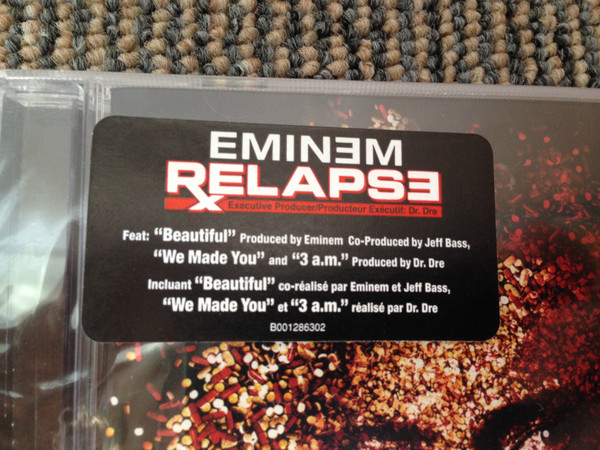 EMINƎM
RELAPSƎ
Executive Producer/Producteur Exécutif: Dr. Dre
Feat: "Beautiful" Produced by Eminem Co-Produced by Jeff Bass,
"We Made You" and "3 a.m." Produced by Dr. Dre
Incluant "Beautiful" co-réalisé par Eminem et Jeff Bass,
"We Made You" et "3 a.m." réalisé par Dr. Dre
B001286302